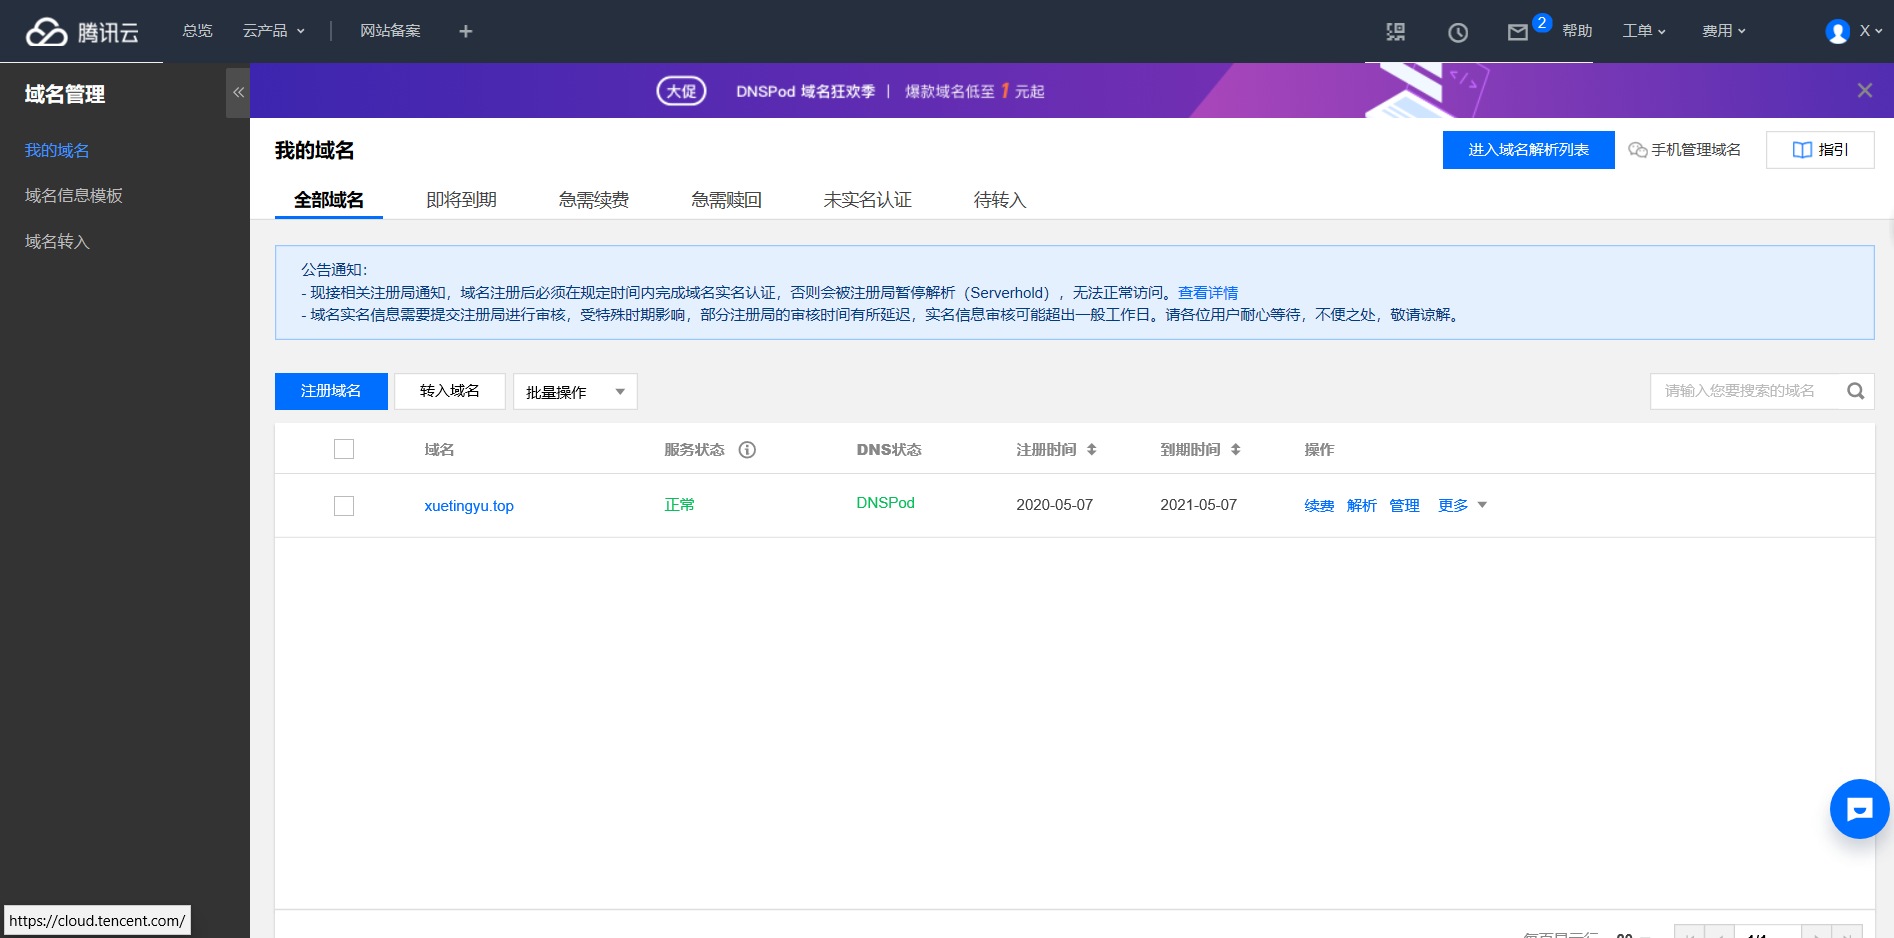 腾讯云 总览 云产品 网站备案 + 2 帮助 工单 费用 X
域名管理
我的域名
域名信息模板
域名转入
大促 DNSPod 域名狂欢季 | 爆款域名低至 1 元起
我的域名
进入域名解析列表 手机管理域名 指引
全部域名 即将到期 急需续费 急需赎回 未实名认证 待转入
公告通知：
- 现接相关注册局通知，域名注册后必须在规定时间内完成域名实名认证，否则会被注册局暂停解析（Serverhold），无法正常访问。查看详情
- 域名实名信息需要提交注册局进行审核，受特殊时期影响，部分注册局的审核时间有所延迟，实名信息审核可能超出一般工作日。请各位用户耐心等待，不便之处，敬请谅解。
注册域名 转入域名 批量操作 请输入您要搜索的域名
域名 服务状态 DNS状态 注册时间 到期时间 操作
xuetingyu.top 正常 DNSPod 2020-05-07 2021-05-07 续费 解析 管理 更多
https://cloud.tencent.com/
每页显示行 20 1/1